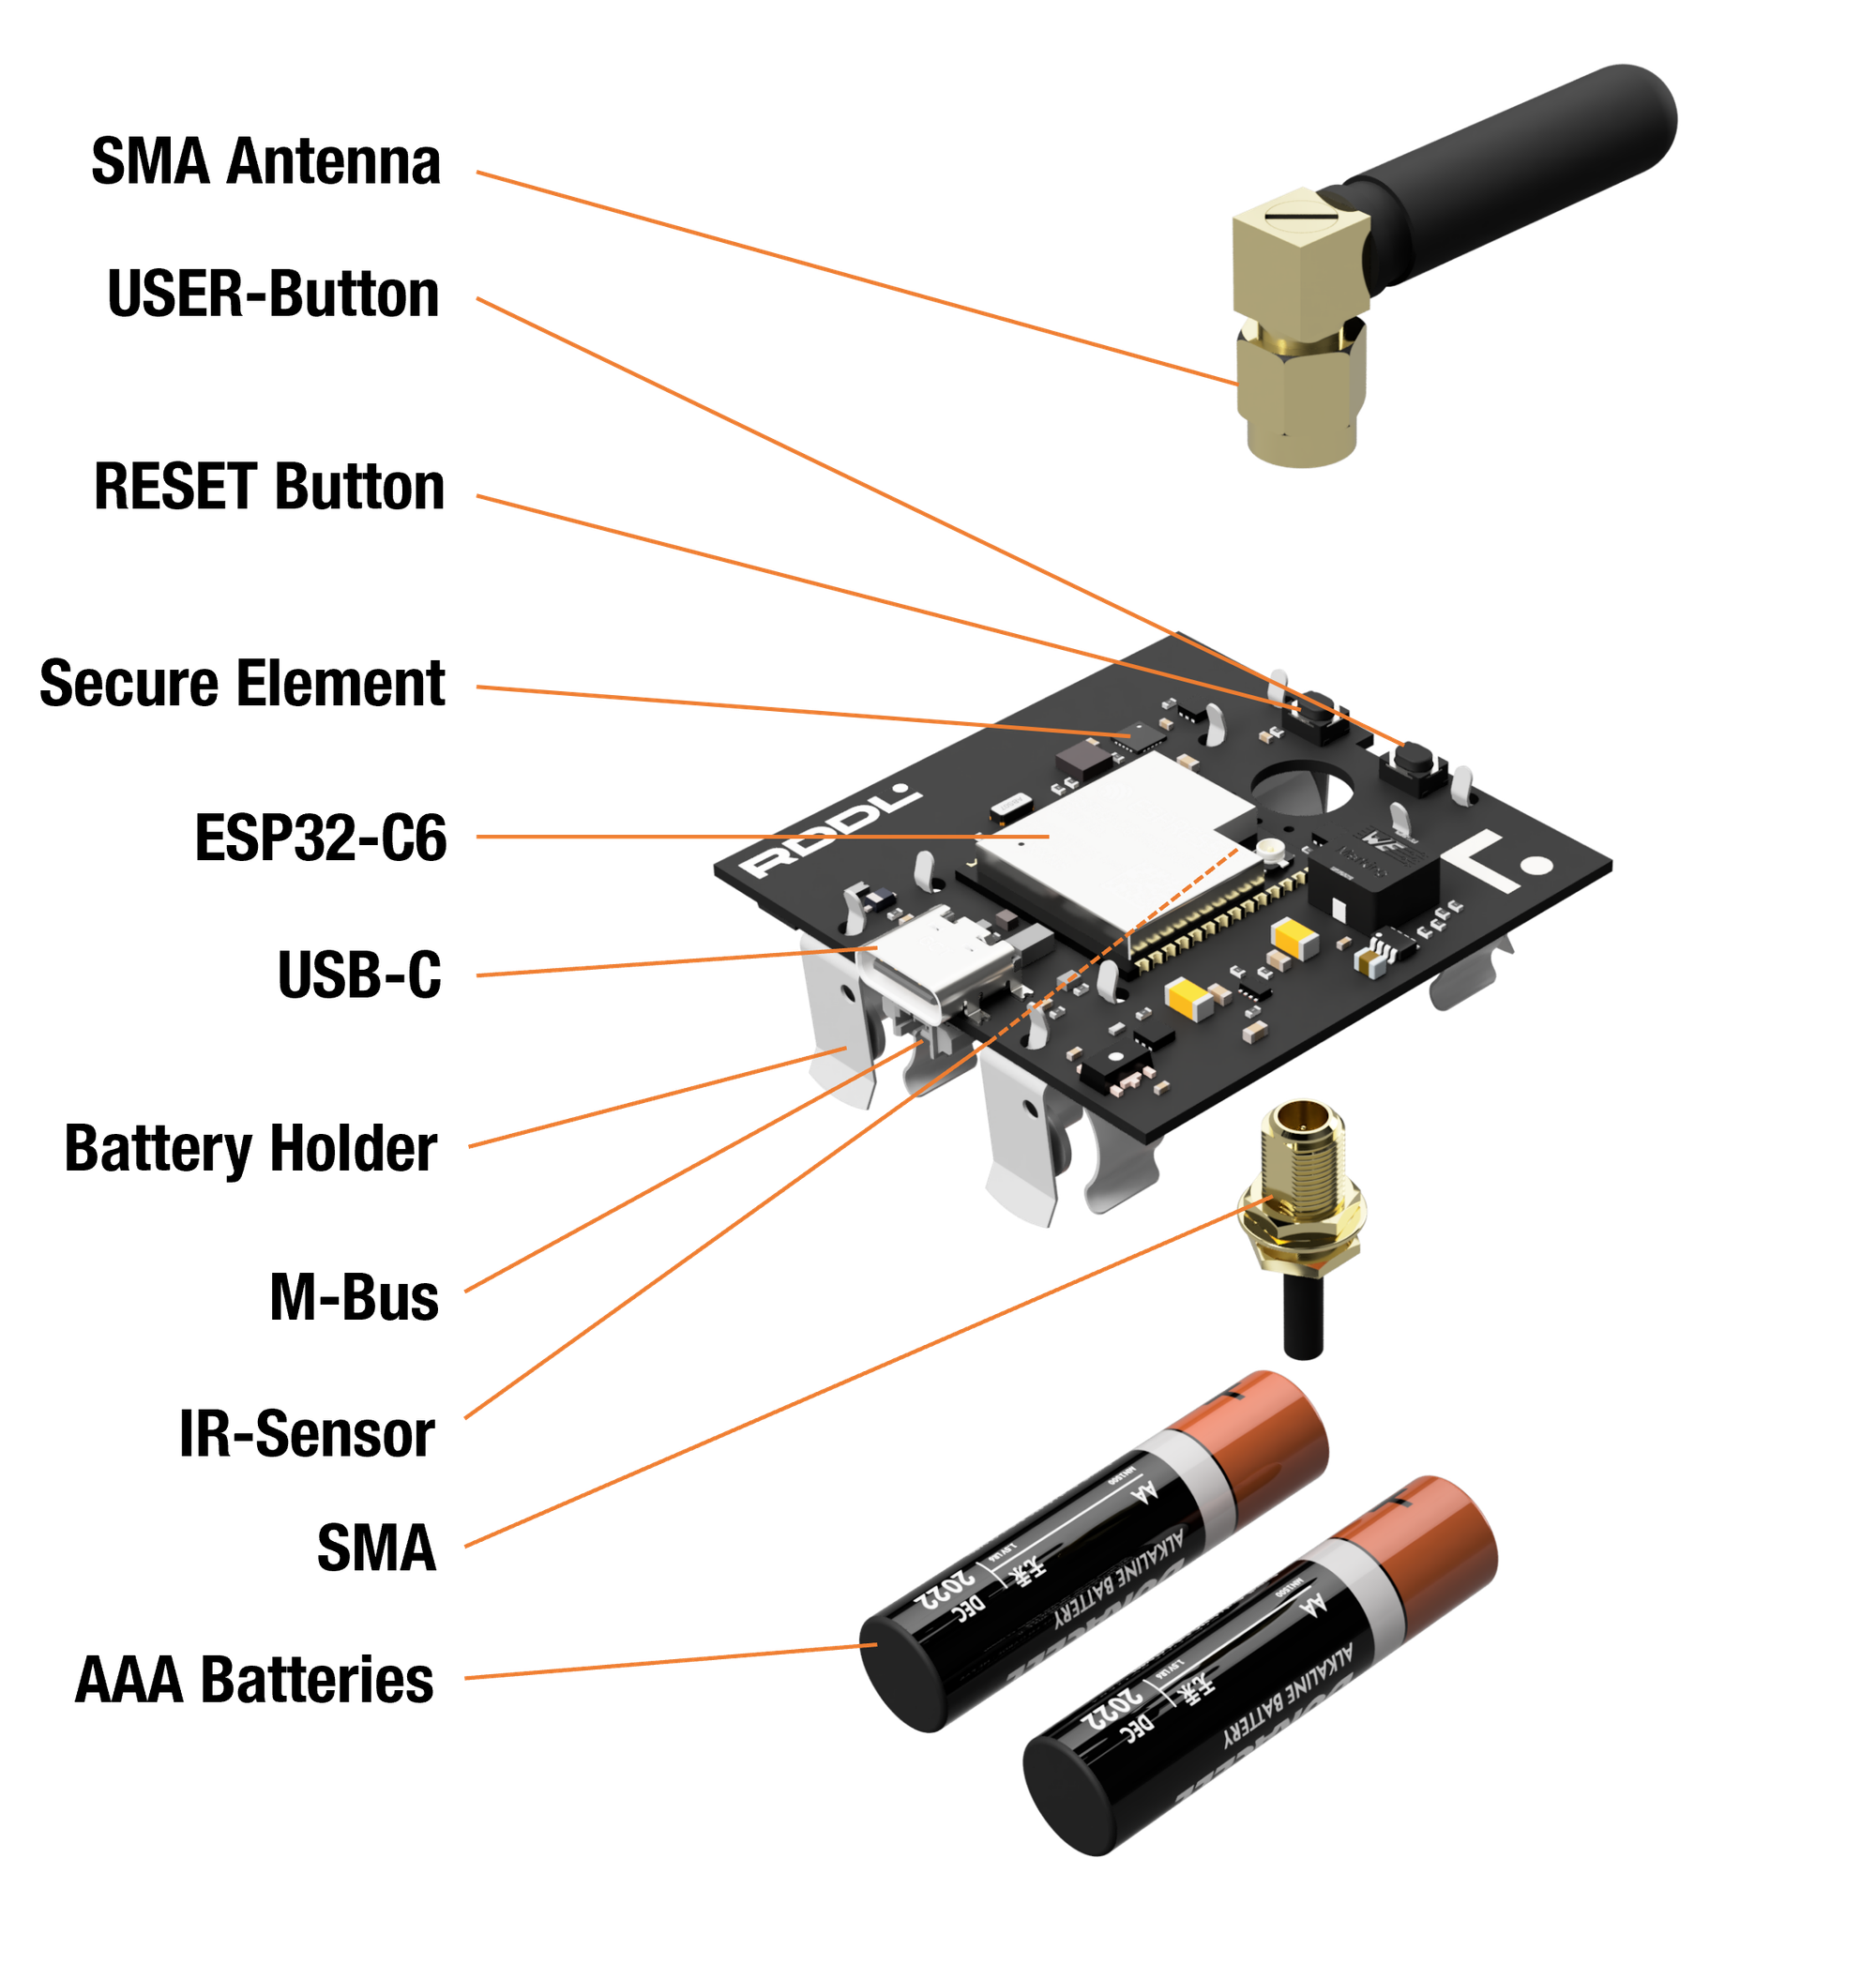 SMA Antenna
USER-Button
RESET Button
Secure Element
ESP32-C6
USB-C
Battery Holder
M-Bus
IR-Sensor
SMA
AAA Batteries
RDDL
WE
AA
ALKALINE BATTERY
DEC
2022
AA
ALKALINE BATTERY
DEC
2022